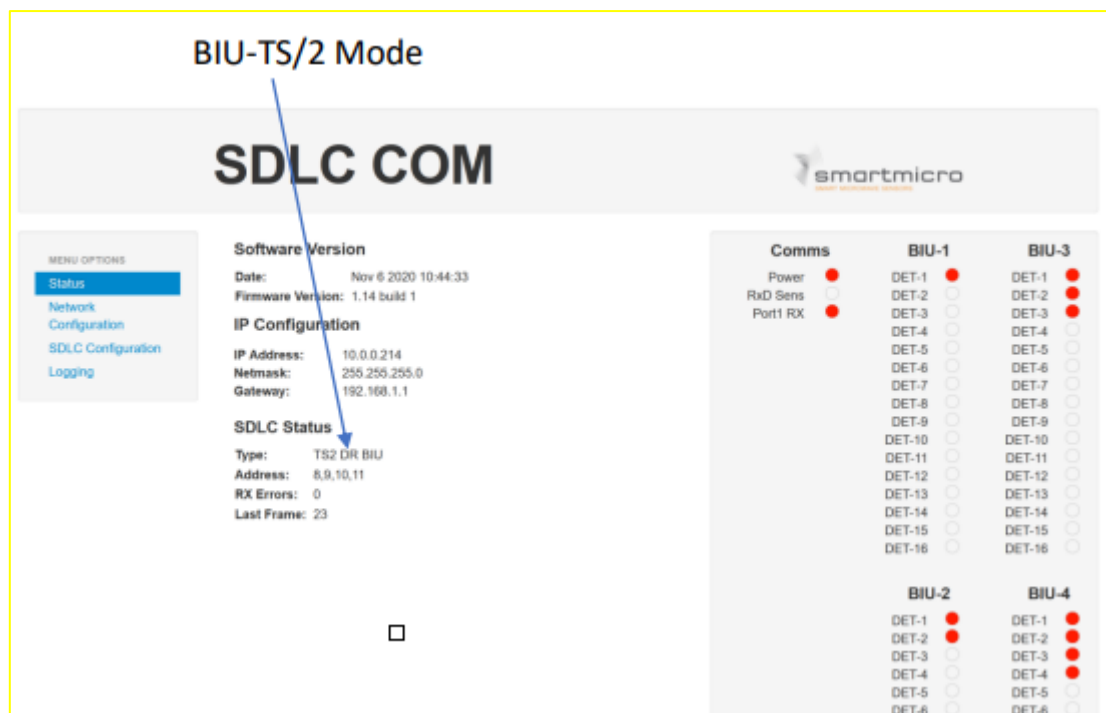 BIU-TS/2 Mode
SDLC COM
smartmicro
MENU OPTIONS
Status
Network
Configuration
SDLC Configuration
Logging
Software Version
Date: Nov 6 2020 10:44:33
Firmware Version: 1.14 build 1
IP Configuration
IP Address: 10.0.0.214
Netmask: 255.255.255.0
Gateway: 192.168.1.1
SDLC Status
Type: TS2 DR BIU
Address: 8,9,10,11
RX Errors: 0
Last Frame: 23
Comms
Power
RxD Sens
Port1 RX
BIU-1
DET-1
DET-2
DET-3
DET-4
DET-5
DET-6
DET-7
DET-8
DET-9
DET-10
DET-11
DET-12
DET-13
DET-14
DET-15
DET-16
BIU-3
DET-1
DET-2
DET-3
DET-4
DET-5
DET-6
DET-7
DET-8
DET-9
DET-10
DET-11
DET-12
DET-13
DET-14
DET-15
DET-16
BIU-2
DET-1
DET-2
DET-3
DET-4
DET-5
DET-6
BIU-4
DET-1
DET-2
DET-3
DET-4
DET-5
DET-6